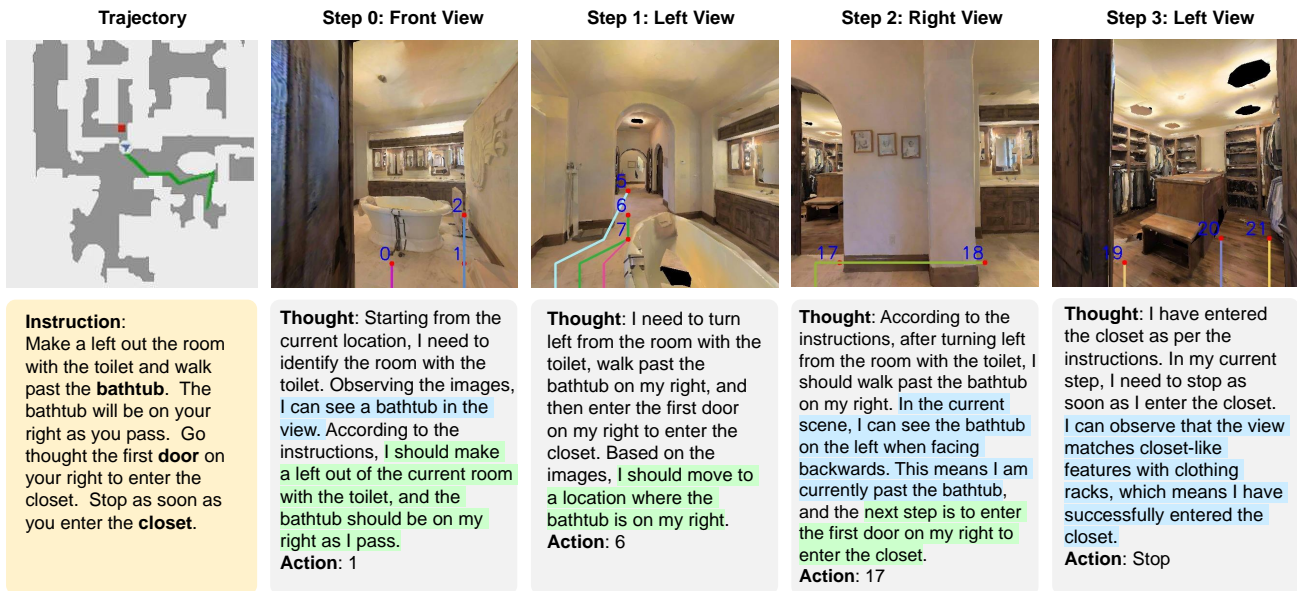 Trajectory
Step 0: Front View
Step 1: Left View
Step 2: Right View
Step 3: Left View
0
2
1
5
6
7
17
18
19
20
21
Instruction:
Make a left out the room
with the toilet and walk
past the bathtub. The
bathtub will be on your
right as you pass. Go
thought the first door on
your right to enter the
closet. Stop as soon as
you enter the closet.
Thought: Starting from the
current location, I need to
identify the room with the
toilet. Observing the images,
I can see a bathtub in the
view. According to the
instructions, I should make
a left out of the current room
with the toilet, and the
bathtub should be on my
right as I pass.
Action: 1
Thought: I need to turn
left from the room with the
toilet, walk past the
bathtub on my right, and
then enter the first door
on my right to enter the
closet. Based on the
images, I should move to
a location where the
bathtub is on my right.
Action: 6
Thought: According to the
instructions, after turning left
from the room with the toilet, I
should walk past the bathtub
on my right. In the current
scene, I can see the bathtub
on the left when facing
backwards. This means I am
currently past the bathtub,
and the next step is to enter
the first door on my right to
enter the closet.
Action: 17
Thought: I have entered
the closet as per the
instructions. In my current
step, I need to stop as
soon as I enter the closet.
I can observe that the view
matches closet-like
features with clothing
racks, which means I have
successfully entered the
closet.
Action: Stop